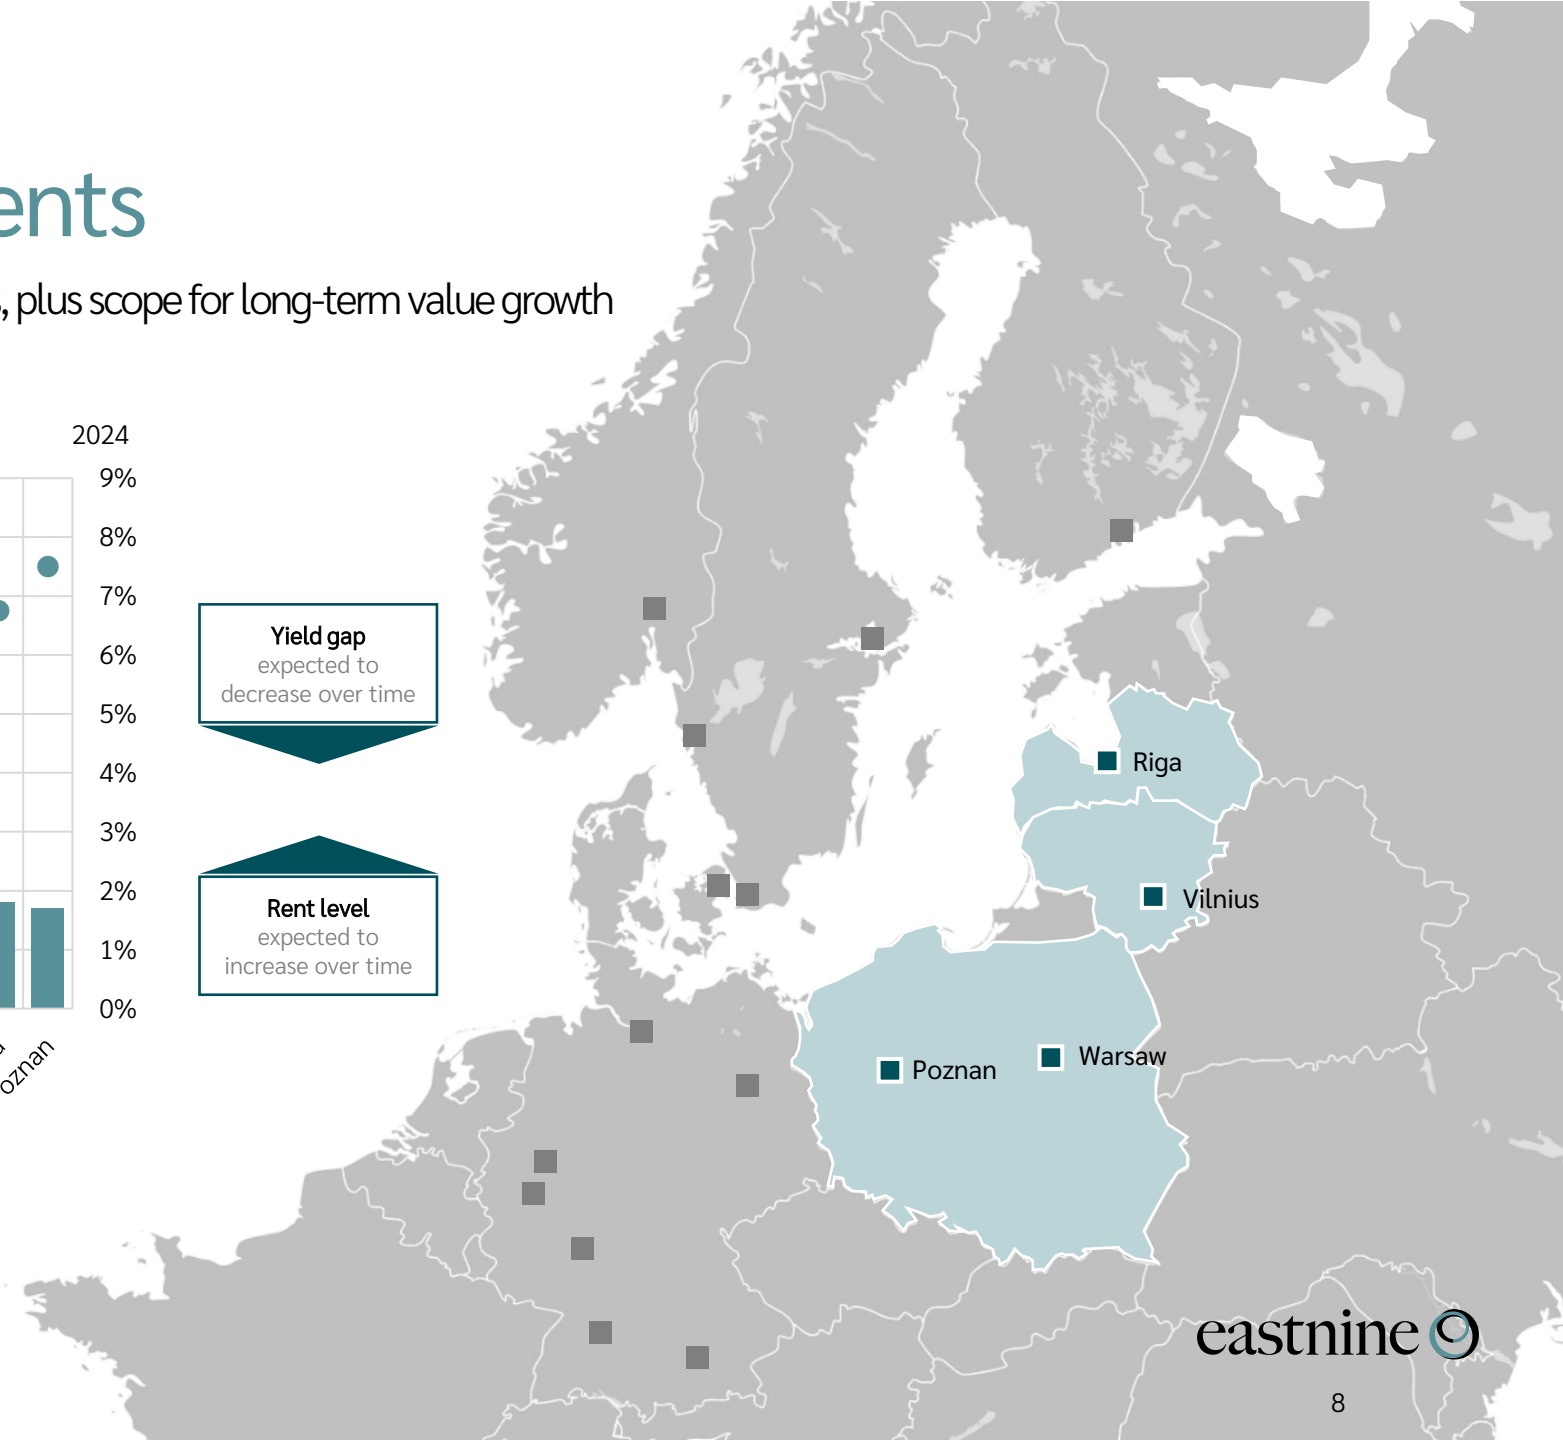 ents
, plus scope for long-term value growth
2024
9%
8%
7%
6%
5%
4%
3%
2%
1%
0%
oznan
Yield gap
expected to
decrease over time
Rent level
expected to
increase over time
Riga
Vilnius
Poznan
Warsaw
eastnine
8